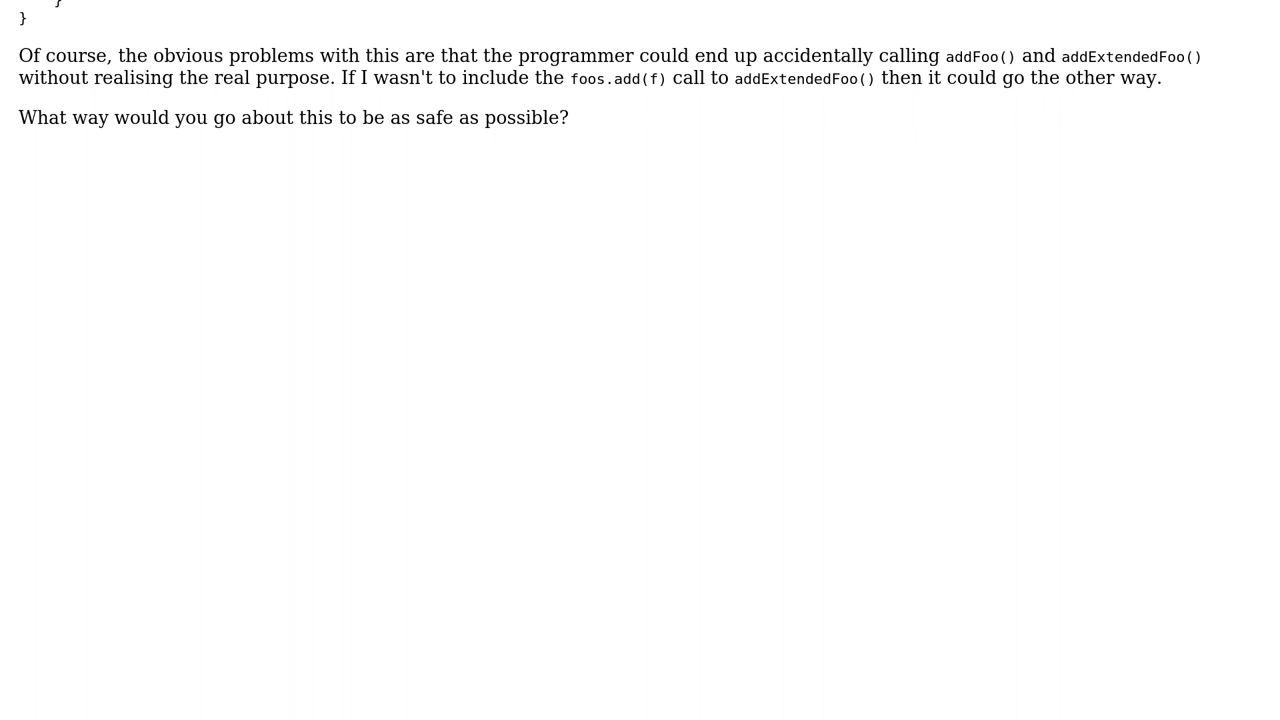 }
}
Of course, the obvious problems with this are that the programmer could end up accidentally calling addFoo() and addExtendedFoo()
without realising the real purpose. If I wasn't to include the foos.add(f) call to addExtendedFoo() then it could go the other way.
What way would you go about this to be as safe as possible?